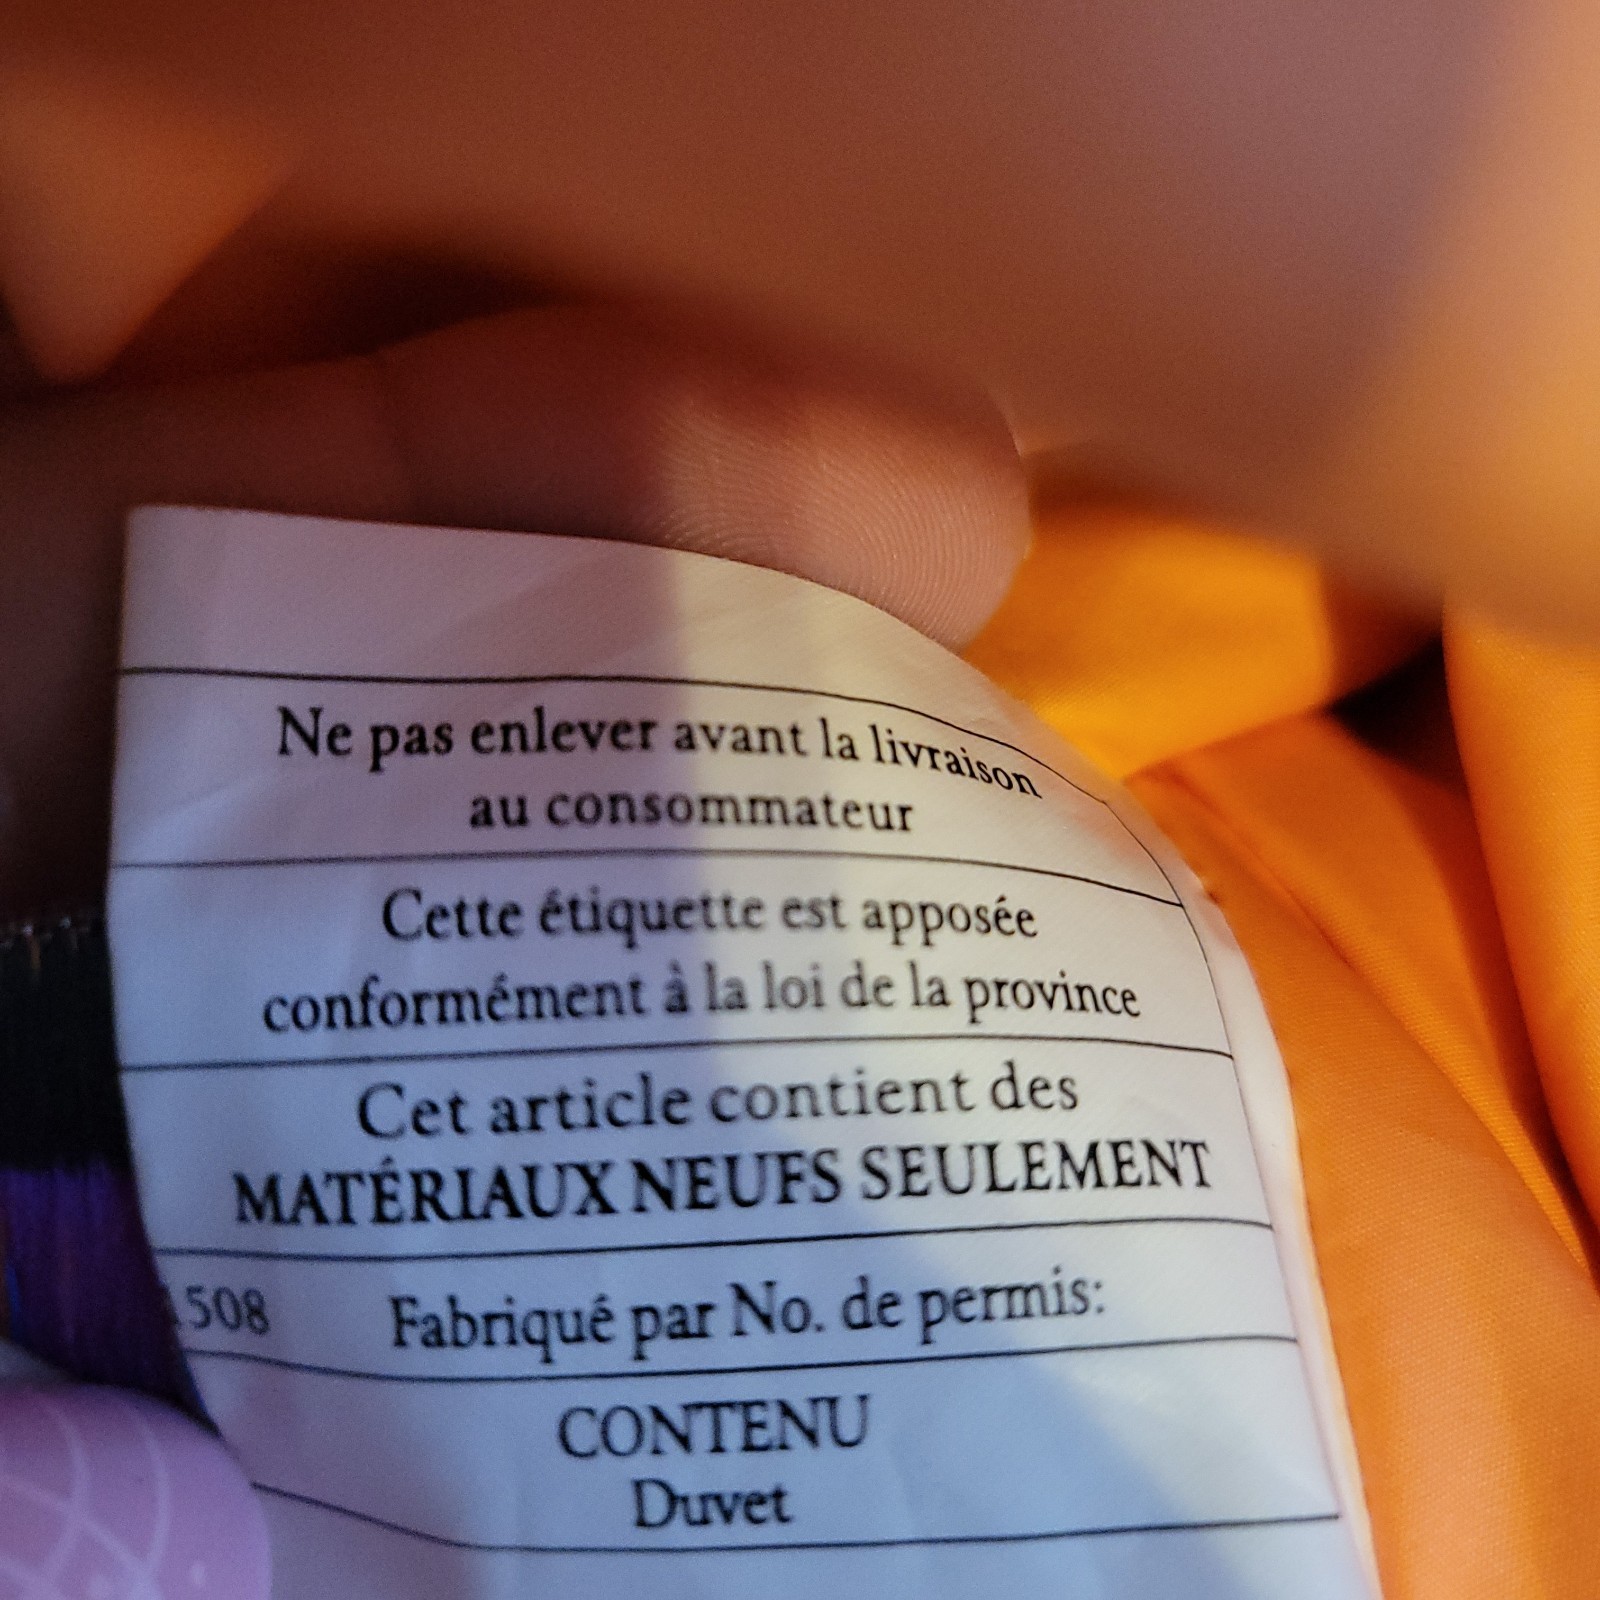 Ne pas enlever avant la livraison
au consommateur
Cette étiquette est apposée
conformément à la loi de la province
Cet article contient des
MATÉRIAUX NEUFS SEULEMENT
Fabriqué par No. de permis:
CONTENU
Duvet